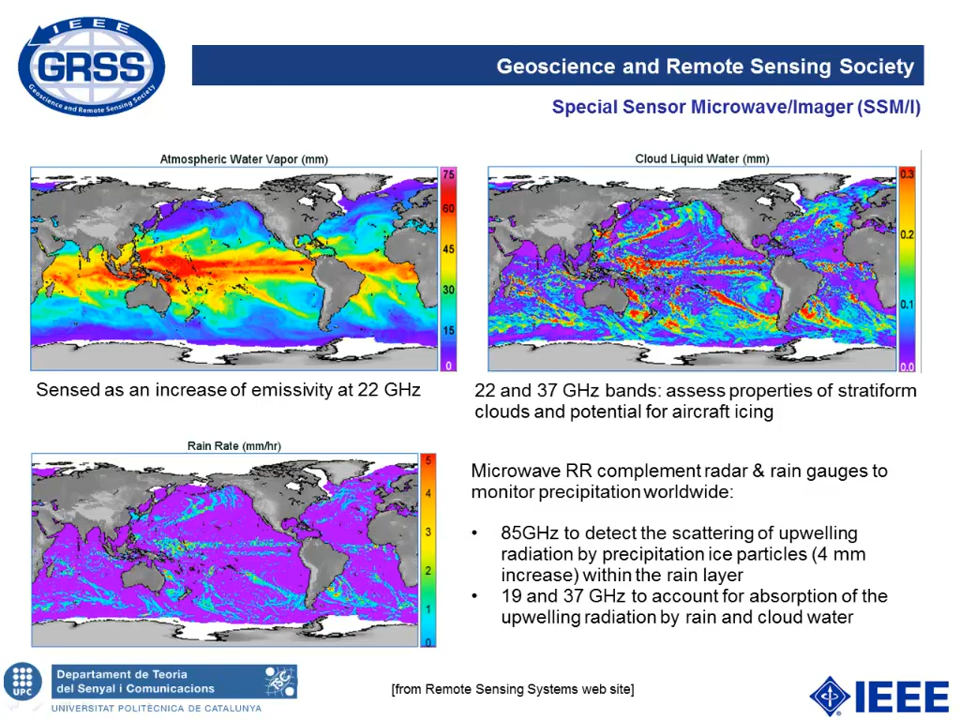 IEEE
GRSS
Geoscience and Remote Sensing Society
Geoscience and Remote Sensing Society
Special Sensor Microwave/Imager (SSM/I)
Atmospheric Water Vapor (mm)
75
60
45
30
15
0
Sensed as an increase of emissivity at 22 GHz
Cloud Liquid Water (mm)
0.3
0.2
0.1
0.0
22 and 37 GHz bands: assess properties of stratiform
clouds and potential for aircraft icing
Rain Rate (mm/hr)
5
4
3
2
1
0
Microwave RR complement radar & rain gauges to
monitor precipitation worldwide:
• 85GHz to detect the scattering of upwelling
radiation by precipitation ice particles (4 mm
increase) within the rain layer
• 19 and 37 GHz to account for absorption of the
upwelling radiation by rain and cloud water
UPC
Departament de Teoria
del Senyal i Comunicacions
UNIVERSITAT POLITÈCNICA DE CATALUNYA
[from Remote Sensing Systems web site]
IEEE